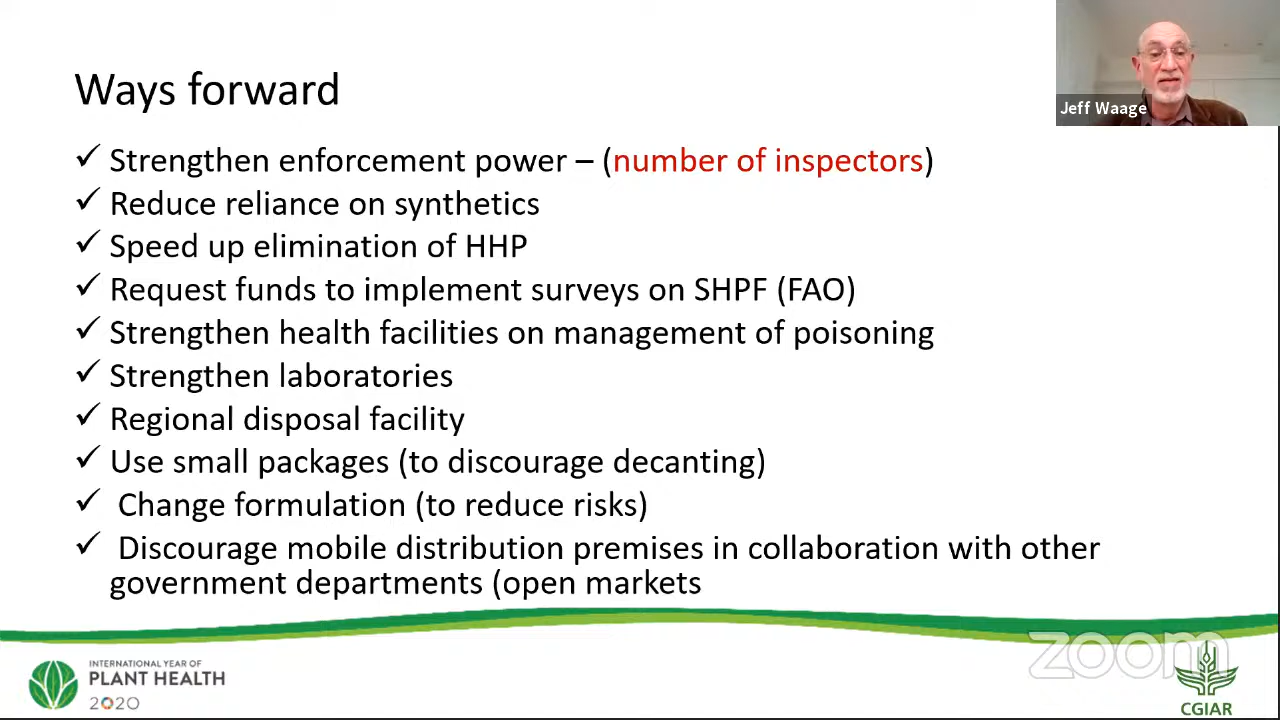 Ways forward
Jeff Waage
✓ Strengthen enforcement power – (number of inspectors)
✓ Reduce reliance on synthetics
✓ Speed up elimination of HHP
✓ Request funds to implement surveys on SHPF (FAO)
✓ Strengthen health facilities on management of poisoning
✓ Strengthen laboratories
✓ Regional disposal facility
✓ Use small packages (to discourage decanting)
✓ Change formulation (to reduce risks)
✓ Discourage mobile distribution premises in collaboration with other
government departments (open markets
INTERNATIONAL YEAR OF
PLANT HEALTH
2020
zoom
CGIAR